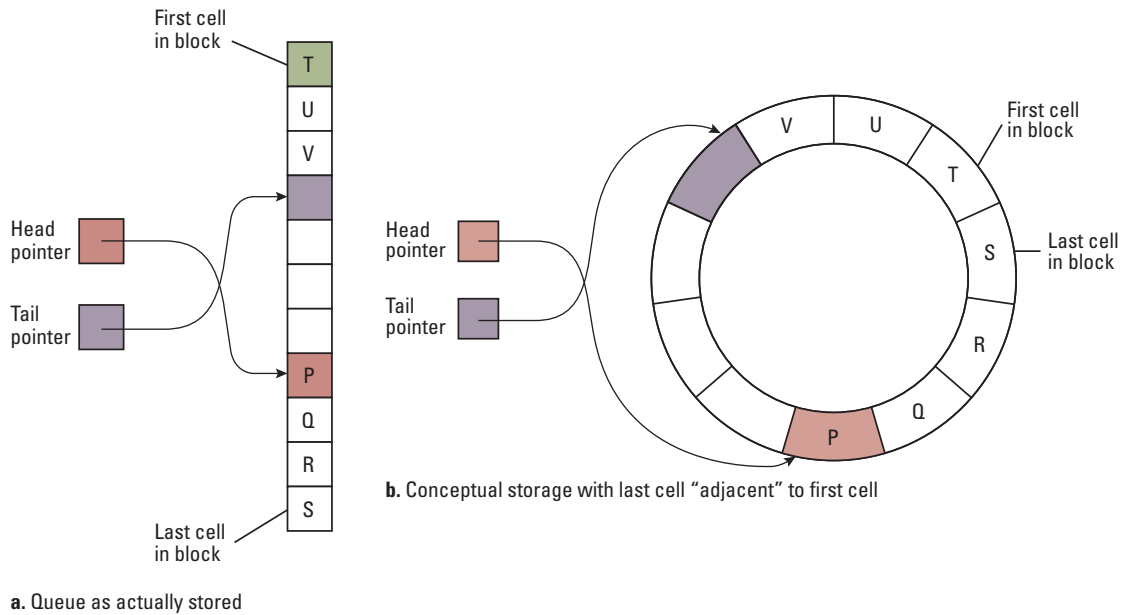 First cell
in block
T
U
V
Head
pointer
Tail
pointer
P
Q
R
S
Last cell
in block
a. Queue as actually stored
V
U
T
S
R
Q
P
First cell
in block
Last cell
in block
Head
pointer
Tail
pointer
b. Conceptual storage with last cell “adjacent” to first cell